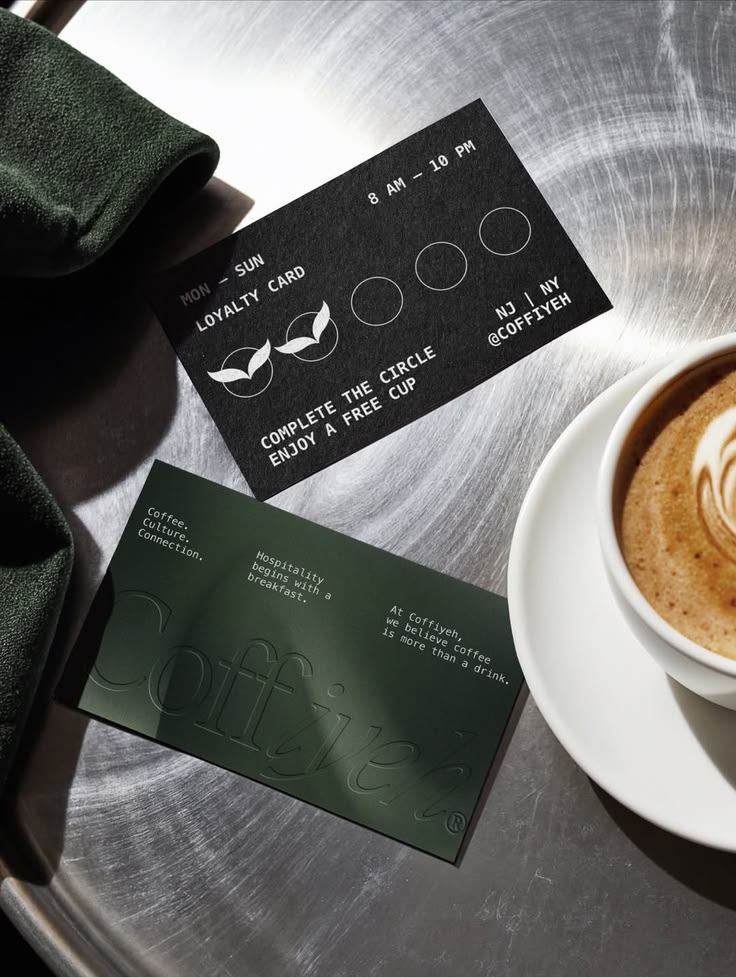 8 AM — 10 PM
MON — SUN
LOYALTY CARD
NJ | NY
@COFFIYEH
COMPLETE THE CIRCLE
ENJOY A FREE CUP
Coffee.
Culture.
Connection.
Hospitality
begins with a
breakfast.
At Coffiyeh,
we believe coffee
is more than a drink.
Coffiyeh®